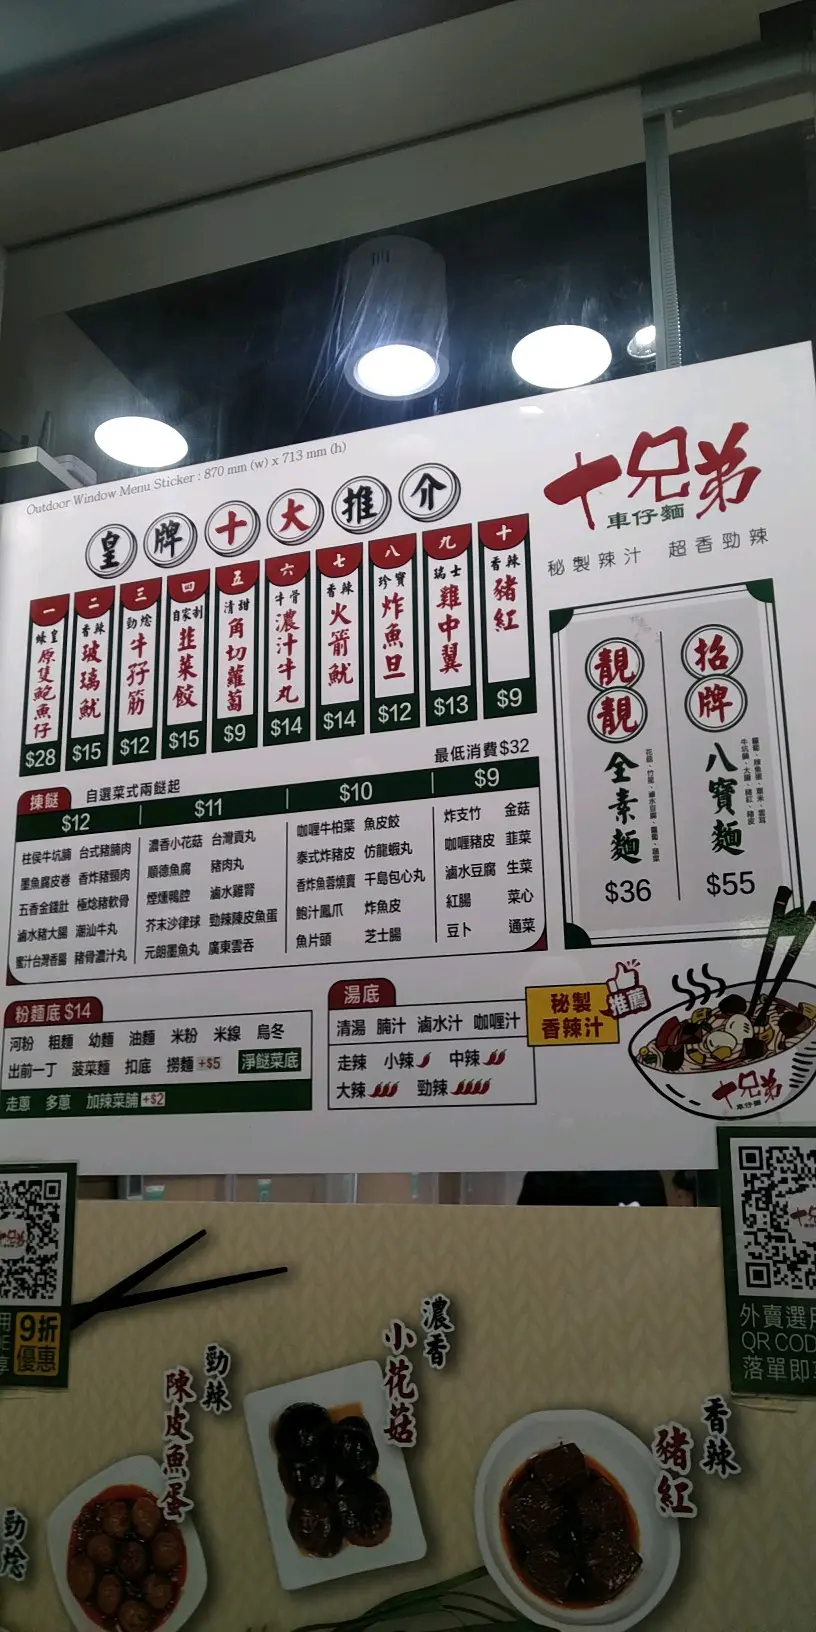 Outdoor Window Menu Sticker : 870 mm (w) x 713 mm (h)
皇牌十大推介
十兄弟
車仔麵
秘製辣汁 超香勁辣
一 皇 原隻鮑魚仔 $28
二 香辣 玻璃魷 $15
三 勁惗 牛孖筋 $12
四 自家制 韮菜餃 $15
五 清甜 角切蘿蔔 $9
六 牛骨 濃汁牛丸 $14
七 香辣 火箭魷 $14
八 珍寶 炸魚旦 $12
九 瑞士 雞中翼 $13
十 香辣 豬紅 $9
靚靚 全素麵 $36
招牌 八寶麵 $55
揀餸 自選菜式兩餸起 最低消費$32
$12
柱侯牛坑腩 台式豬腩肉
墨魚腐皮卷 香炸豬頸肉
五香金錢肚 極惗豬軟骨
滷水豬大腸 潮汕牛丸
蜜汁台灣香腸 豬骨濃汁丸
$11
濃香小花菇 台灣貢丸
順德魚腐 豬肉丸
煙燻鴨脖 滷水雞腎
芥末沙律球 勁辣陳皮魚蛋
元朗墨魚丸 廣東雲吞
$10
咖喱牛柏葉 魚皮餃
泰式炸豬皮 仿龍蝦丸
香炸魚蓉燒賣 千島包心丸
鮑汁鳳爪 炸魚皮
魚片頭 芝士腸
$9
炸支竹 金菇
咖喱豬皮 韮菜
滷水豆腐 生菜
紅腸 菜心
豆卜 通菜
粉麵底 $14
河粉 粗麵 幼麵 油麵 米粉 米線 烏冬
出前一丁 菠菜麵 扣底 撈麵 +$5 淨餸菜底
走蔥 多蔥 加辣菜脯 +$2
湯底
清湯 腩汁 滷水汁 咖喱汁
走辣 小辣 中辣
大辣 勁辣
秘製
香辣汁
推薦
十兄弟
車仔麵
9折
優惠
外賣選用
QR COD
落單即
濃香
小花菇
勁辣
陳皮魚蛋
香辣
豬紅
勁惗